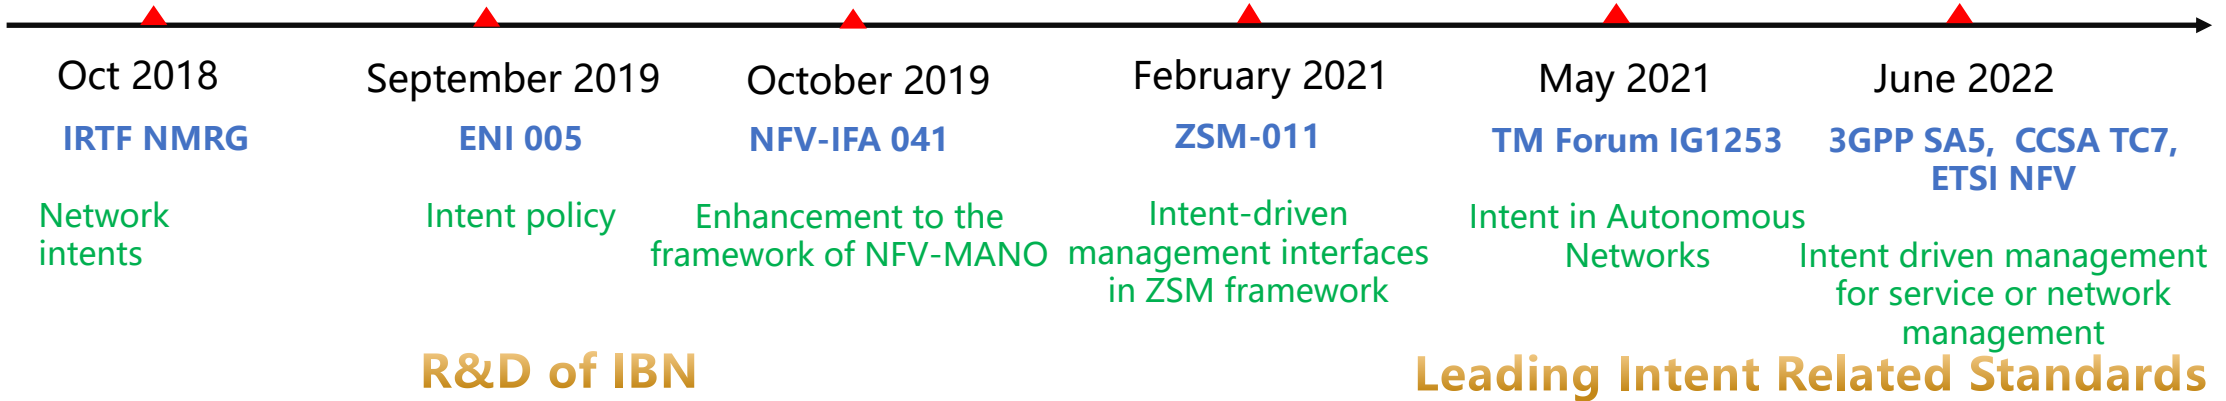 Oct 2018
IRTF NMRG
Network
intents
September 2019
ENI 005
Intent policy
October 2019
NFV-IFA 041
Enhancement to the
framework of NFV-MANO
February 2021
ZSM-011
Intent-driven
management interfaces
in ZSM framework
May 2021
TM Forum IG1253
Intent in Autonomous
Networks
June 2022
3GPP SA5, CCSA TC7,
ETSI NFV
Intent driven management
for service or network
management
R&D of IBN
Leading Intent Related Standards